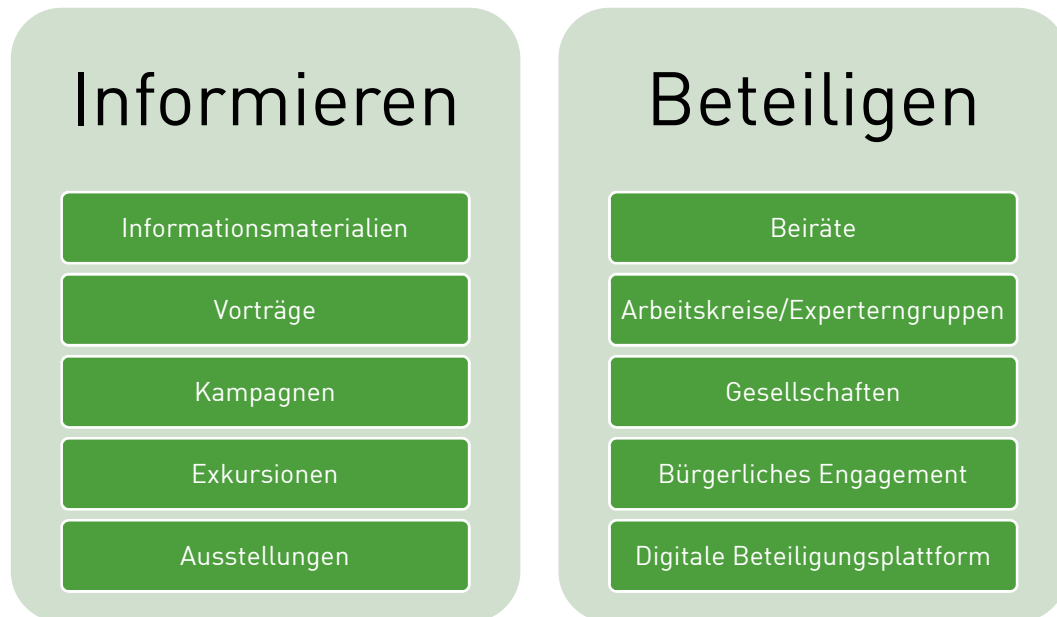 Informieren
Informationsmaterialien
Vorträge
Kampagnen
Exkursionen
Ausstellungen
Beteiligen
Beiräte
Arbeitskreise/Experterngruppen
Gesellschaften
Bürgerliches Engagement
Digitale Beteiligungsplattform